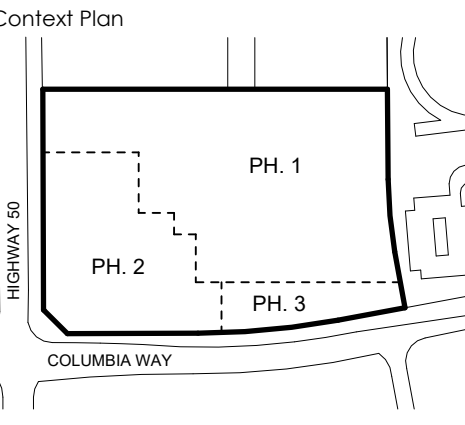 Context Plan
PH. 1
HIGHWAY 50
PH. 2
PH. 3
COLUMBIA WAY